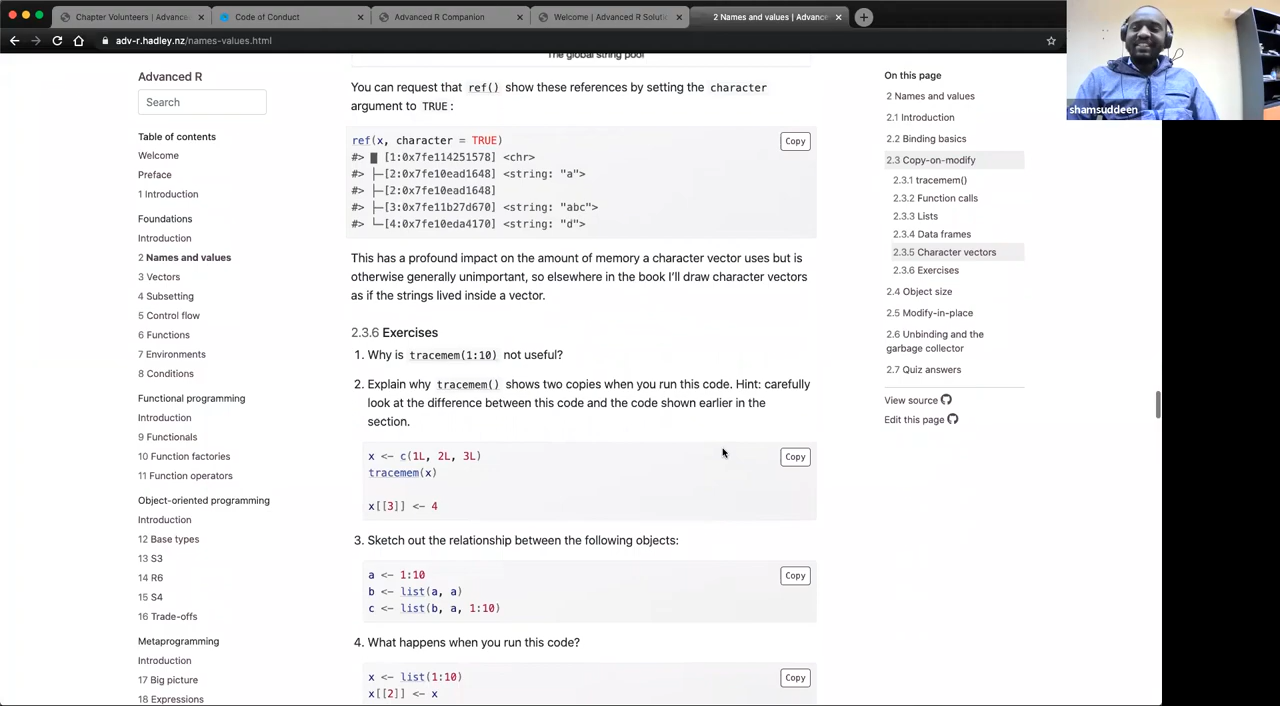 Chapter Volunteers | Advance
Code of Conduct
Advanced R Companion
Welcome | Advanced R Soluti
2 Names and values | Advance
adv-r.hadley.nz/names-values.html
shamsuddeen
Advanced R
Search
Table of contents
Welcome
Preface
1 Introduction
Foundations
Introduction
2 Names and values
3 Vectors
4 Subsetting
5 Control flow
6 Functions
7 Environments
8 Conditions
Functional programming
Introduction
9 Functionals
10 Function factories
11 Function operators
Object-oriented programming
Introduction
12 Base types
13 S3
14 R6
15 S4
16 Trade-offs
Metaprogramming
Introduction
17 Big picture
18 Expressions
The global string pool
You can request that ref() show these references by setting the character
argument to TRUE :
Copy
ref(x, character = TRUE)
#> █ [1:0x7fe114251578] <chr>
#> ├─[2:0x7fe10ead1648] <string: "a">
#> ├─[2:0x7fe10ead1648]
#> ├─[3:0x7fe11b27d670] <string: "abc">
#> └─[4:0x7fe10eda4170] <string: "d">
This has a profound impact on the amount of memory a character vector uses but is
otherwise generally unimportant, so elsewhere in the book I'll draw character vectors
as if the strings lived inside a vector.
2.3.6 Exercises
1. Why is tracemem(1:10) not useful?
2. Explain why tracemem() shows two copies when you run this code. Hint: carefully
look at the difference between this code and the code shown earlier in the
section.
Copy
x <- c(1L, 2L, 3L)
tracemem(x)
x[[3]] <- 4
3. Sketch out the relationship between the following objects:
Copy
a <- 1:10
b <- list(a, a)
c <- list(b, a, 1:10)
4. What happens when you run this code?
Copy
x <- list(1:10)
x[[2]] <- x
On this page
2 Names and values
2.1 Introduction
2.2 Binding basics
2.3 Copy-on-modify
2.3.1 tracemem()
2.3.2 Function calls
2.3.3 Lists
2.3.4 Data frames
2.3.5 Character vectors
2.3.6 Exercises
2.4 Object size
2.5 Modify-in-place
2.6 Unbinding and the
garbage collector
2.7 Quiz answers
View source
Edit this page